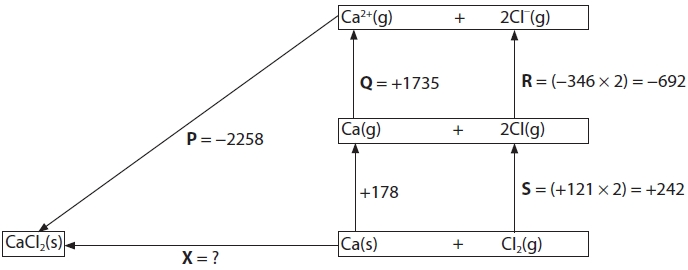 Ca²⁺(g) + 2Cl⁻(g)
Q = +1735
R = (−346 × 2) = −692
P = −2258
Ca(g) + 2Cl(g)
+178
S = (+121 × 2) = +242
CaCl₂(s)
X = ?
Ca(s) + Cl₂(g)